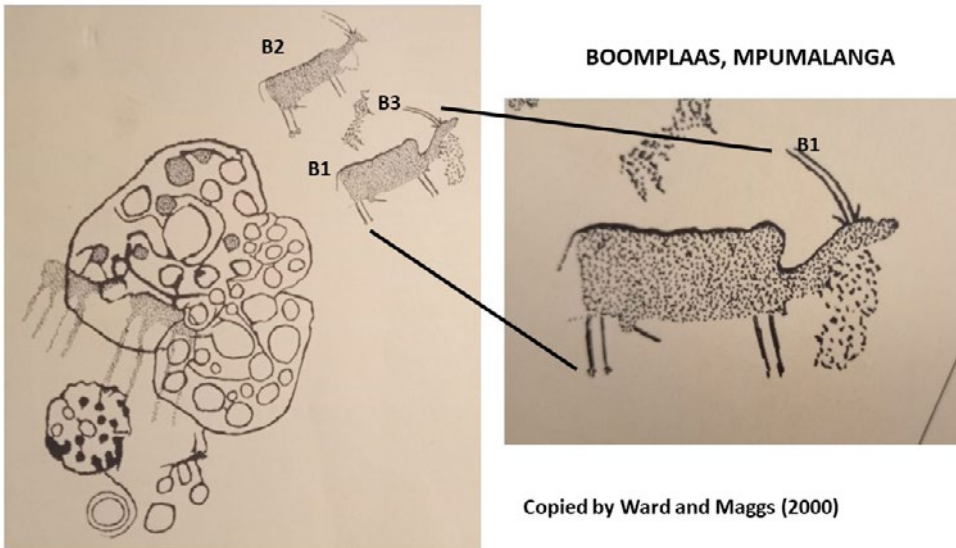 B2
B3
B1
BOOMPLAAS, MPUMALANGA
B1
Copied by Ward and Maggs (2000)